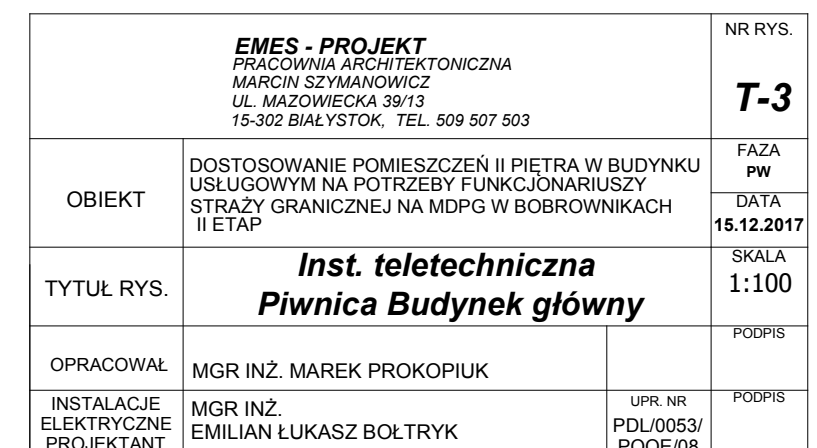 EMES - PROJEKT
PRACOWNIA ARCHITEKTONICZNA
MARCIN SZYMANOWICZ
UL. MAZOWIECKA 39/13
15-302 BIAŁYSTOK, TEL. 509 507 503
NR RYS.
T-3
OBIEKT
DOSTOSOWANIE POMIESZCZEŃ II PIĘTRA W BUDYNKU
USŁUGOWYM NA POTRZEBY FUNKCJONARIUSZY
STRAŻY GRANICZNEJ NA MDPG W BOBROWNIKACH
II ETAP
FAZA
PW
DATA
15.12.2017
TYTUŁ RYS.
Inst. teletechniczna
Piwnica Budynek główny
SKALA
1:100
OPRACOWAŁ
MGR INŻ. MAREK PROKOPIUK
PODPIS
INSTALACJE
ELEKTRYCZNE
PROJEKTANT
MGR INŻ.
EMILIAN ŁUKASZ BOŁTRYK
UPR. NR
PDL/0053/
POOE/08
PODPIS